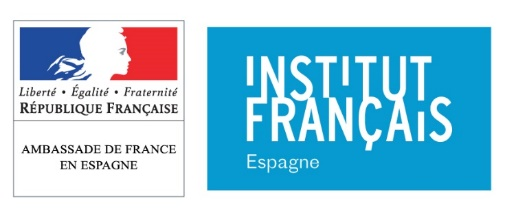 Liberté • Égalité • Fraternité
RÉPUBLIQUE FRANÇAISE
AMBASSADE DE FRANCE
EN ESPAGNE
INSTITUT
FRANÇAIS
Espagne